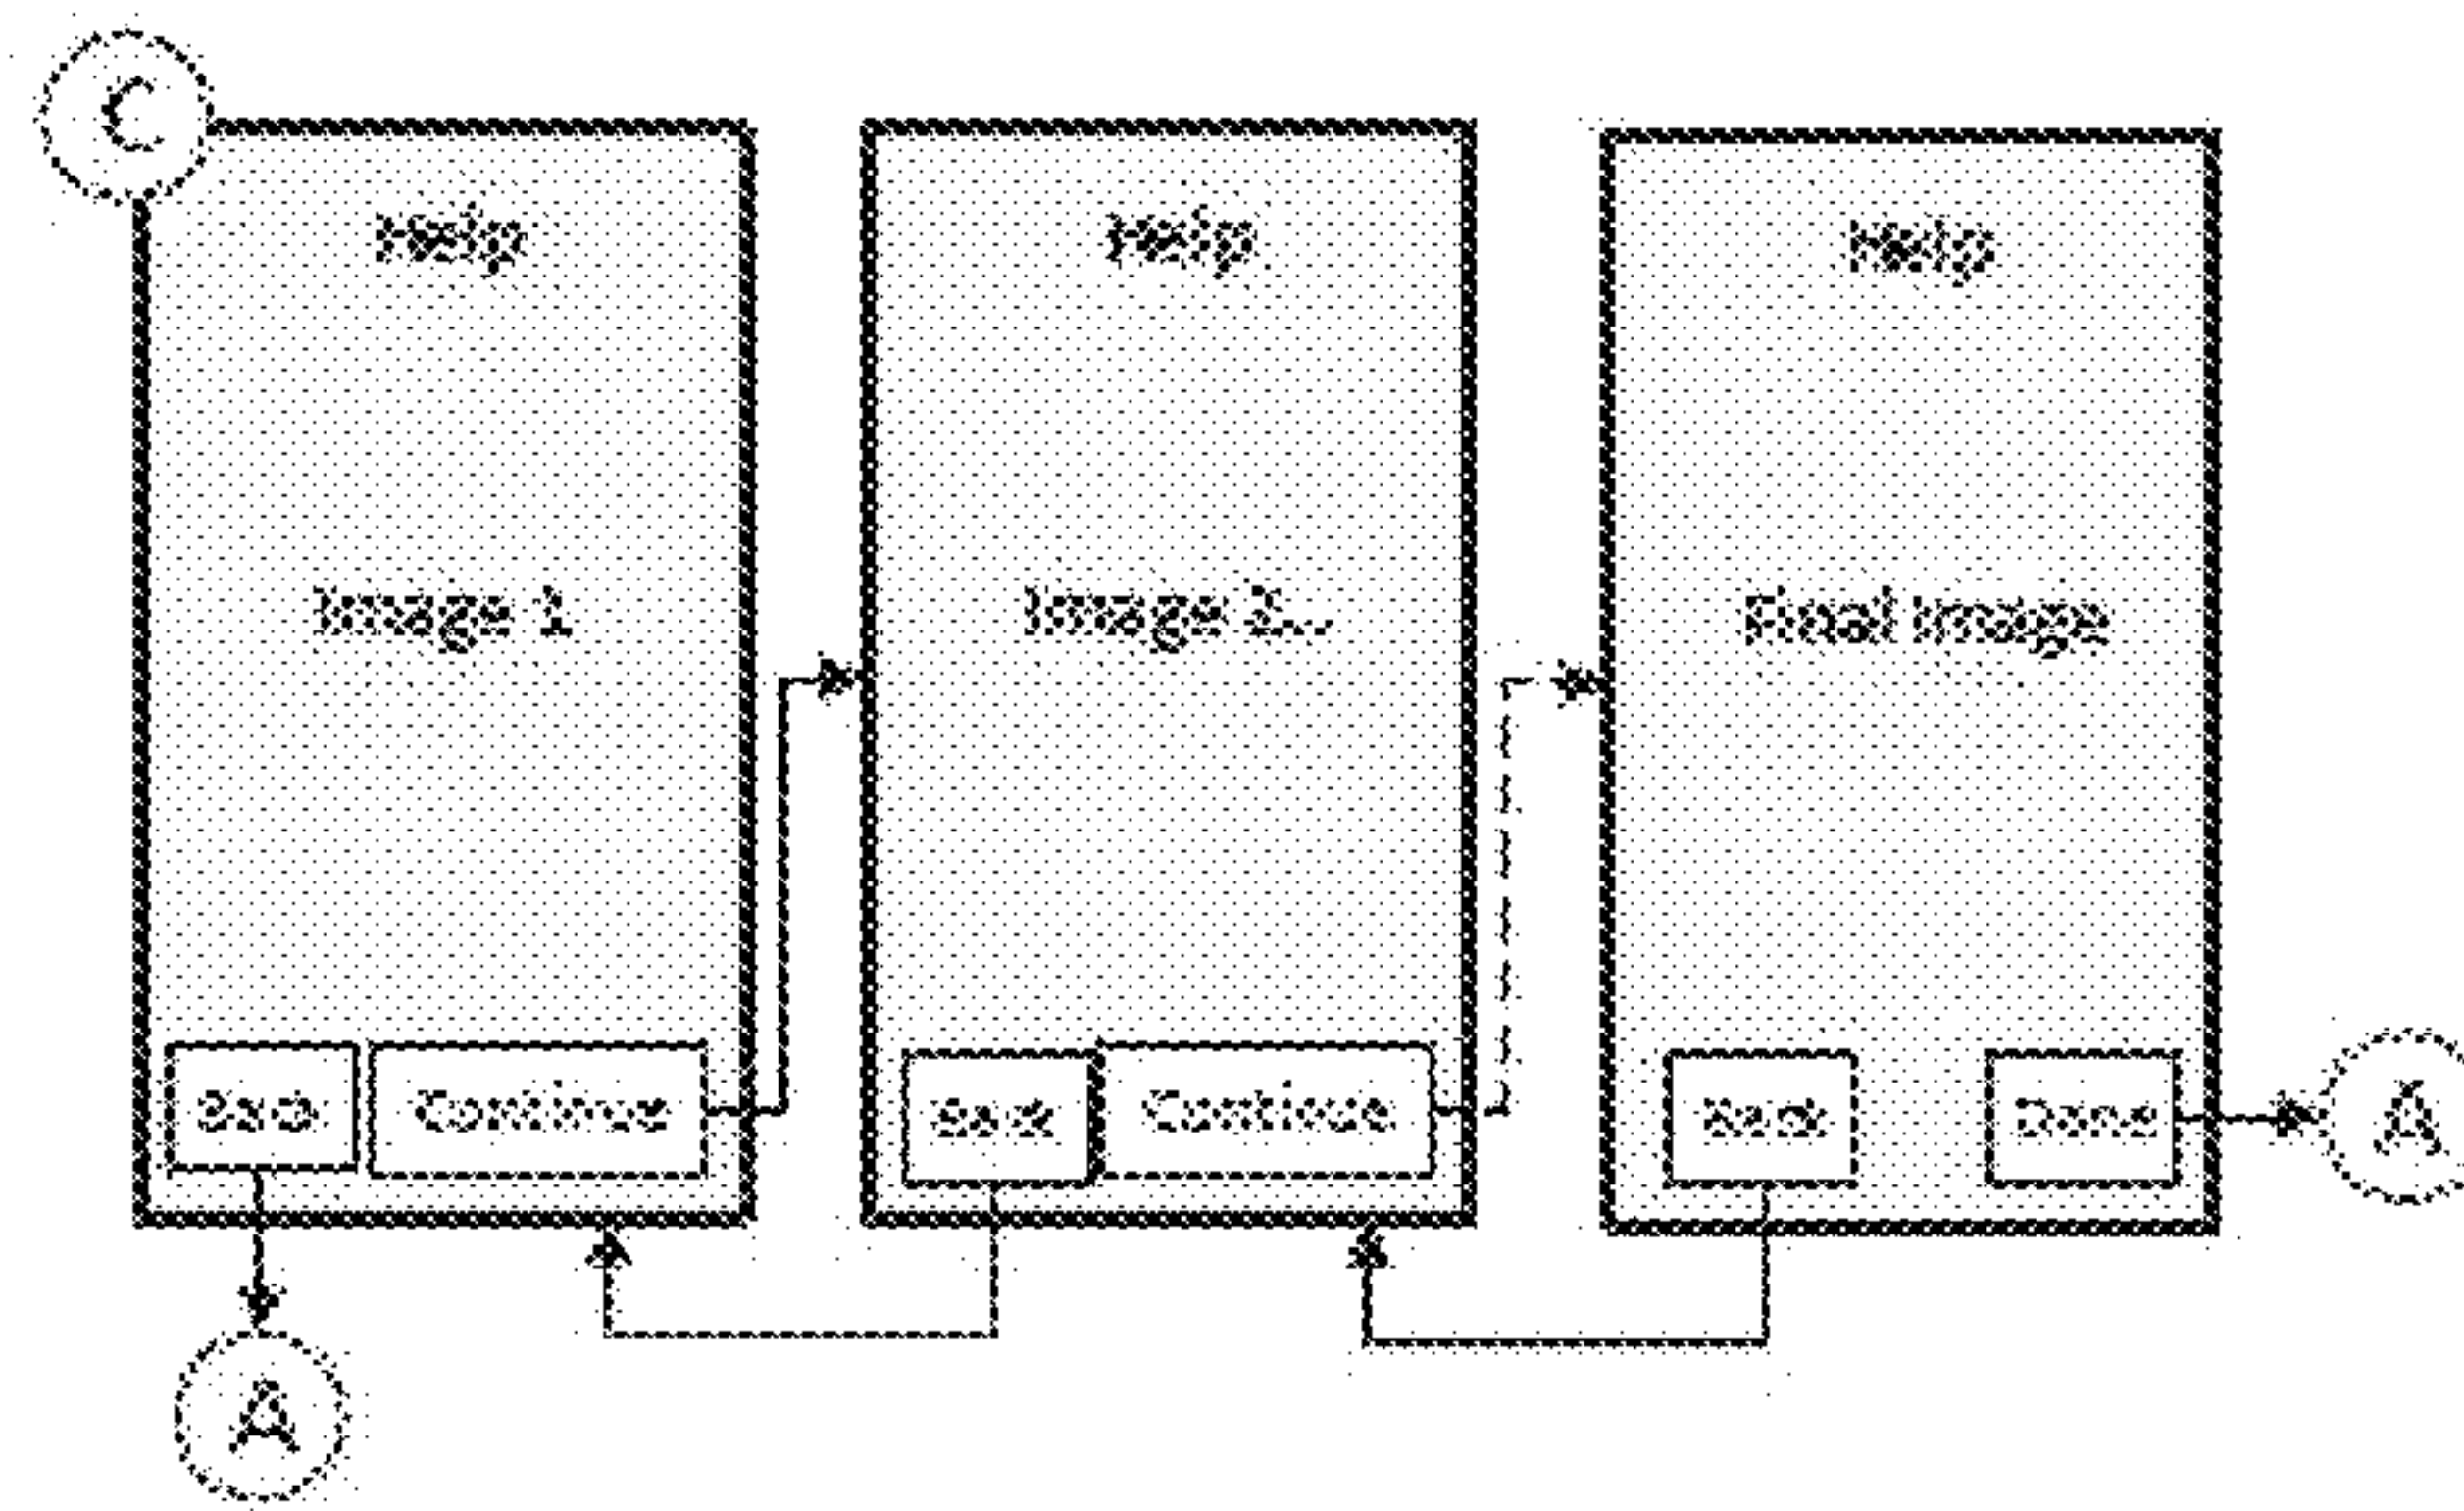 C
Help
Help
Help
Image 1
Image 2...
Final Image
Back
Continue
Back
Continue
Back
Done
A
A